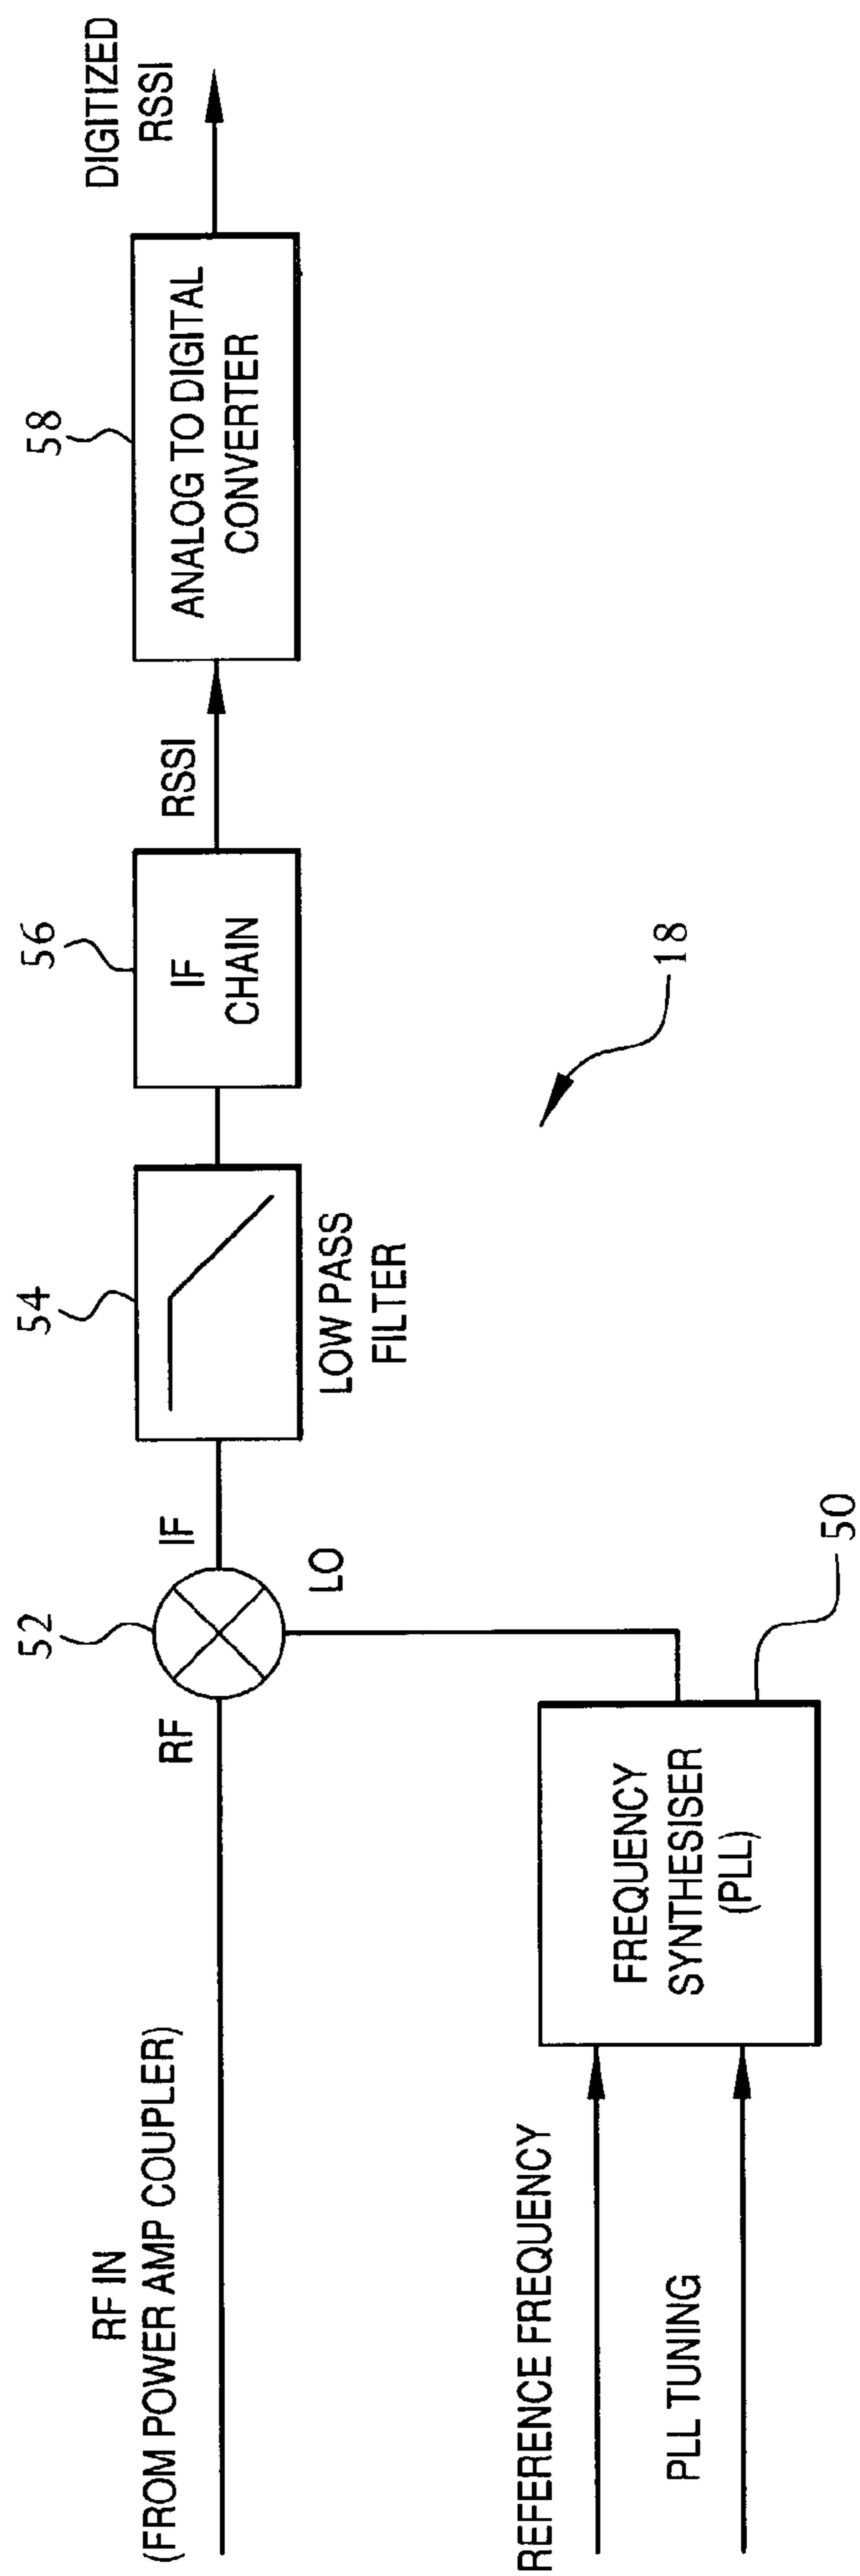 RF IN
(FROM POWER AMP COUPLER)
RF
52
IF
LO
54
LOW PASS
FILTER
56
IF
CHAIN
RSSI
58
ANALOG TO DIGITAL
CONVERTER
DIGITIZED
RSSI
REFERENCE FREQUENCY
PLL TUNING
FREQUENCY
SYNTHESISER
(PLL)
50
18